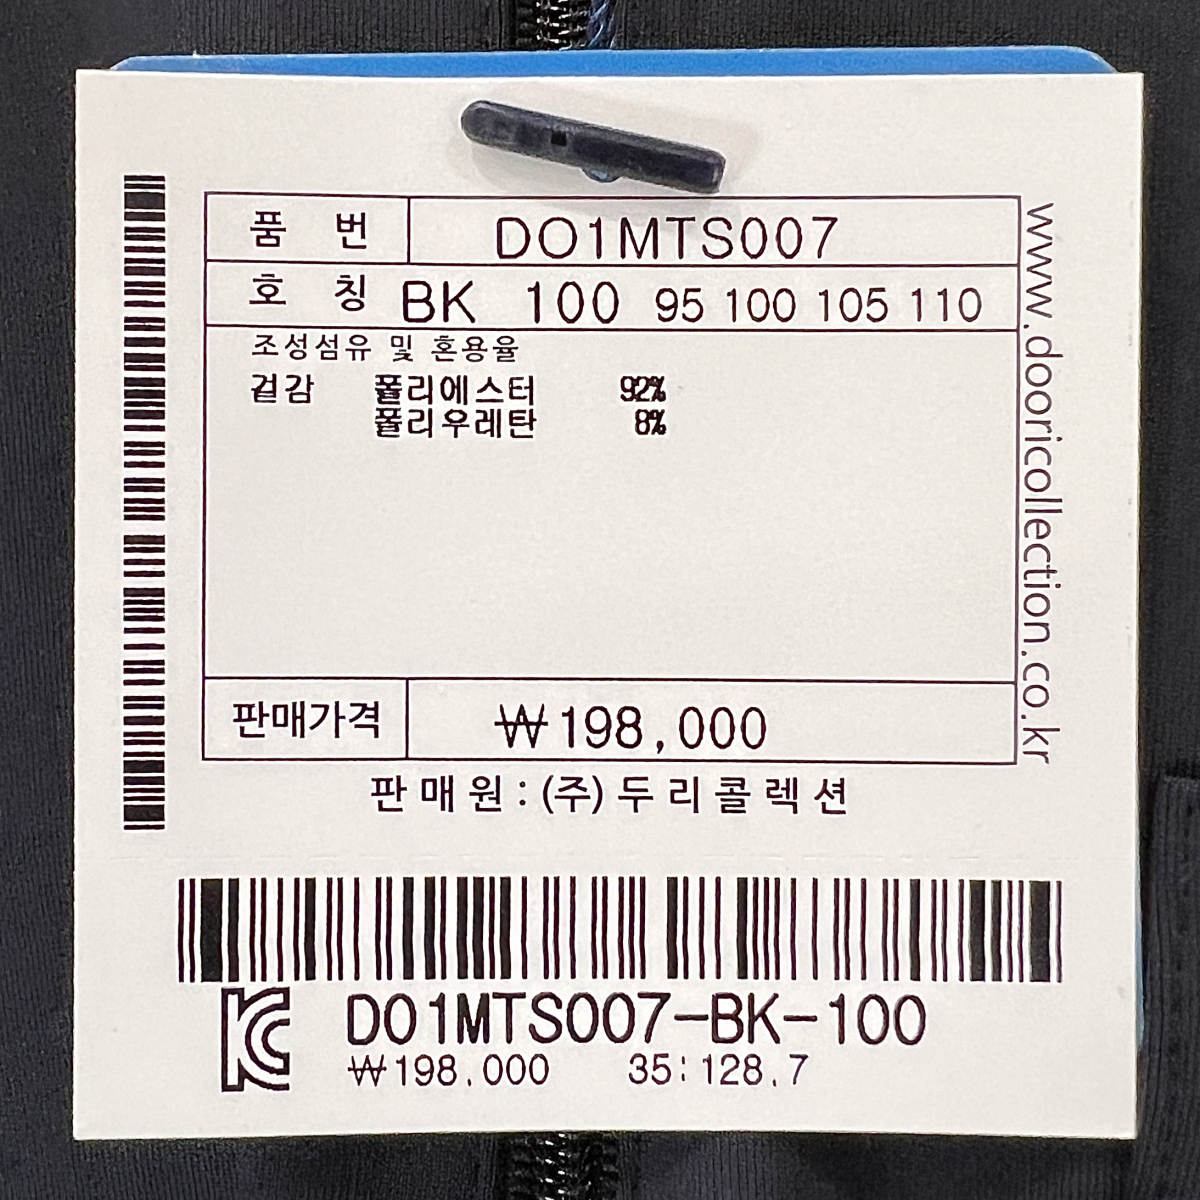 품 번 DO1MTS007
호 칭 BK 100 95 100 105 110
조성섬유 및 혼용율
겉감 폴리에스터 92%
폴리우레탄 8%
판매가격 ₩198,000
판매원 : (주) 두리콜렉션
www.dooricollection.co.kr
DO1MTS007-BK-100
₩198,000 35:128.7